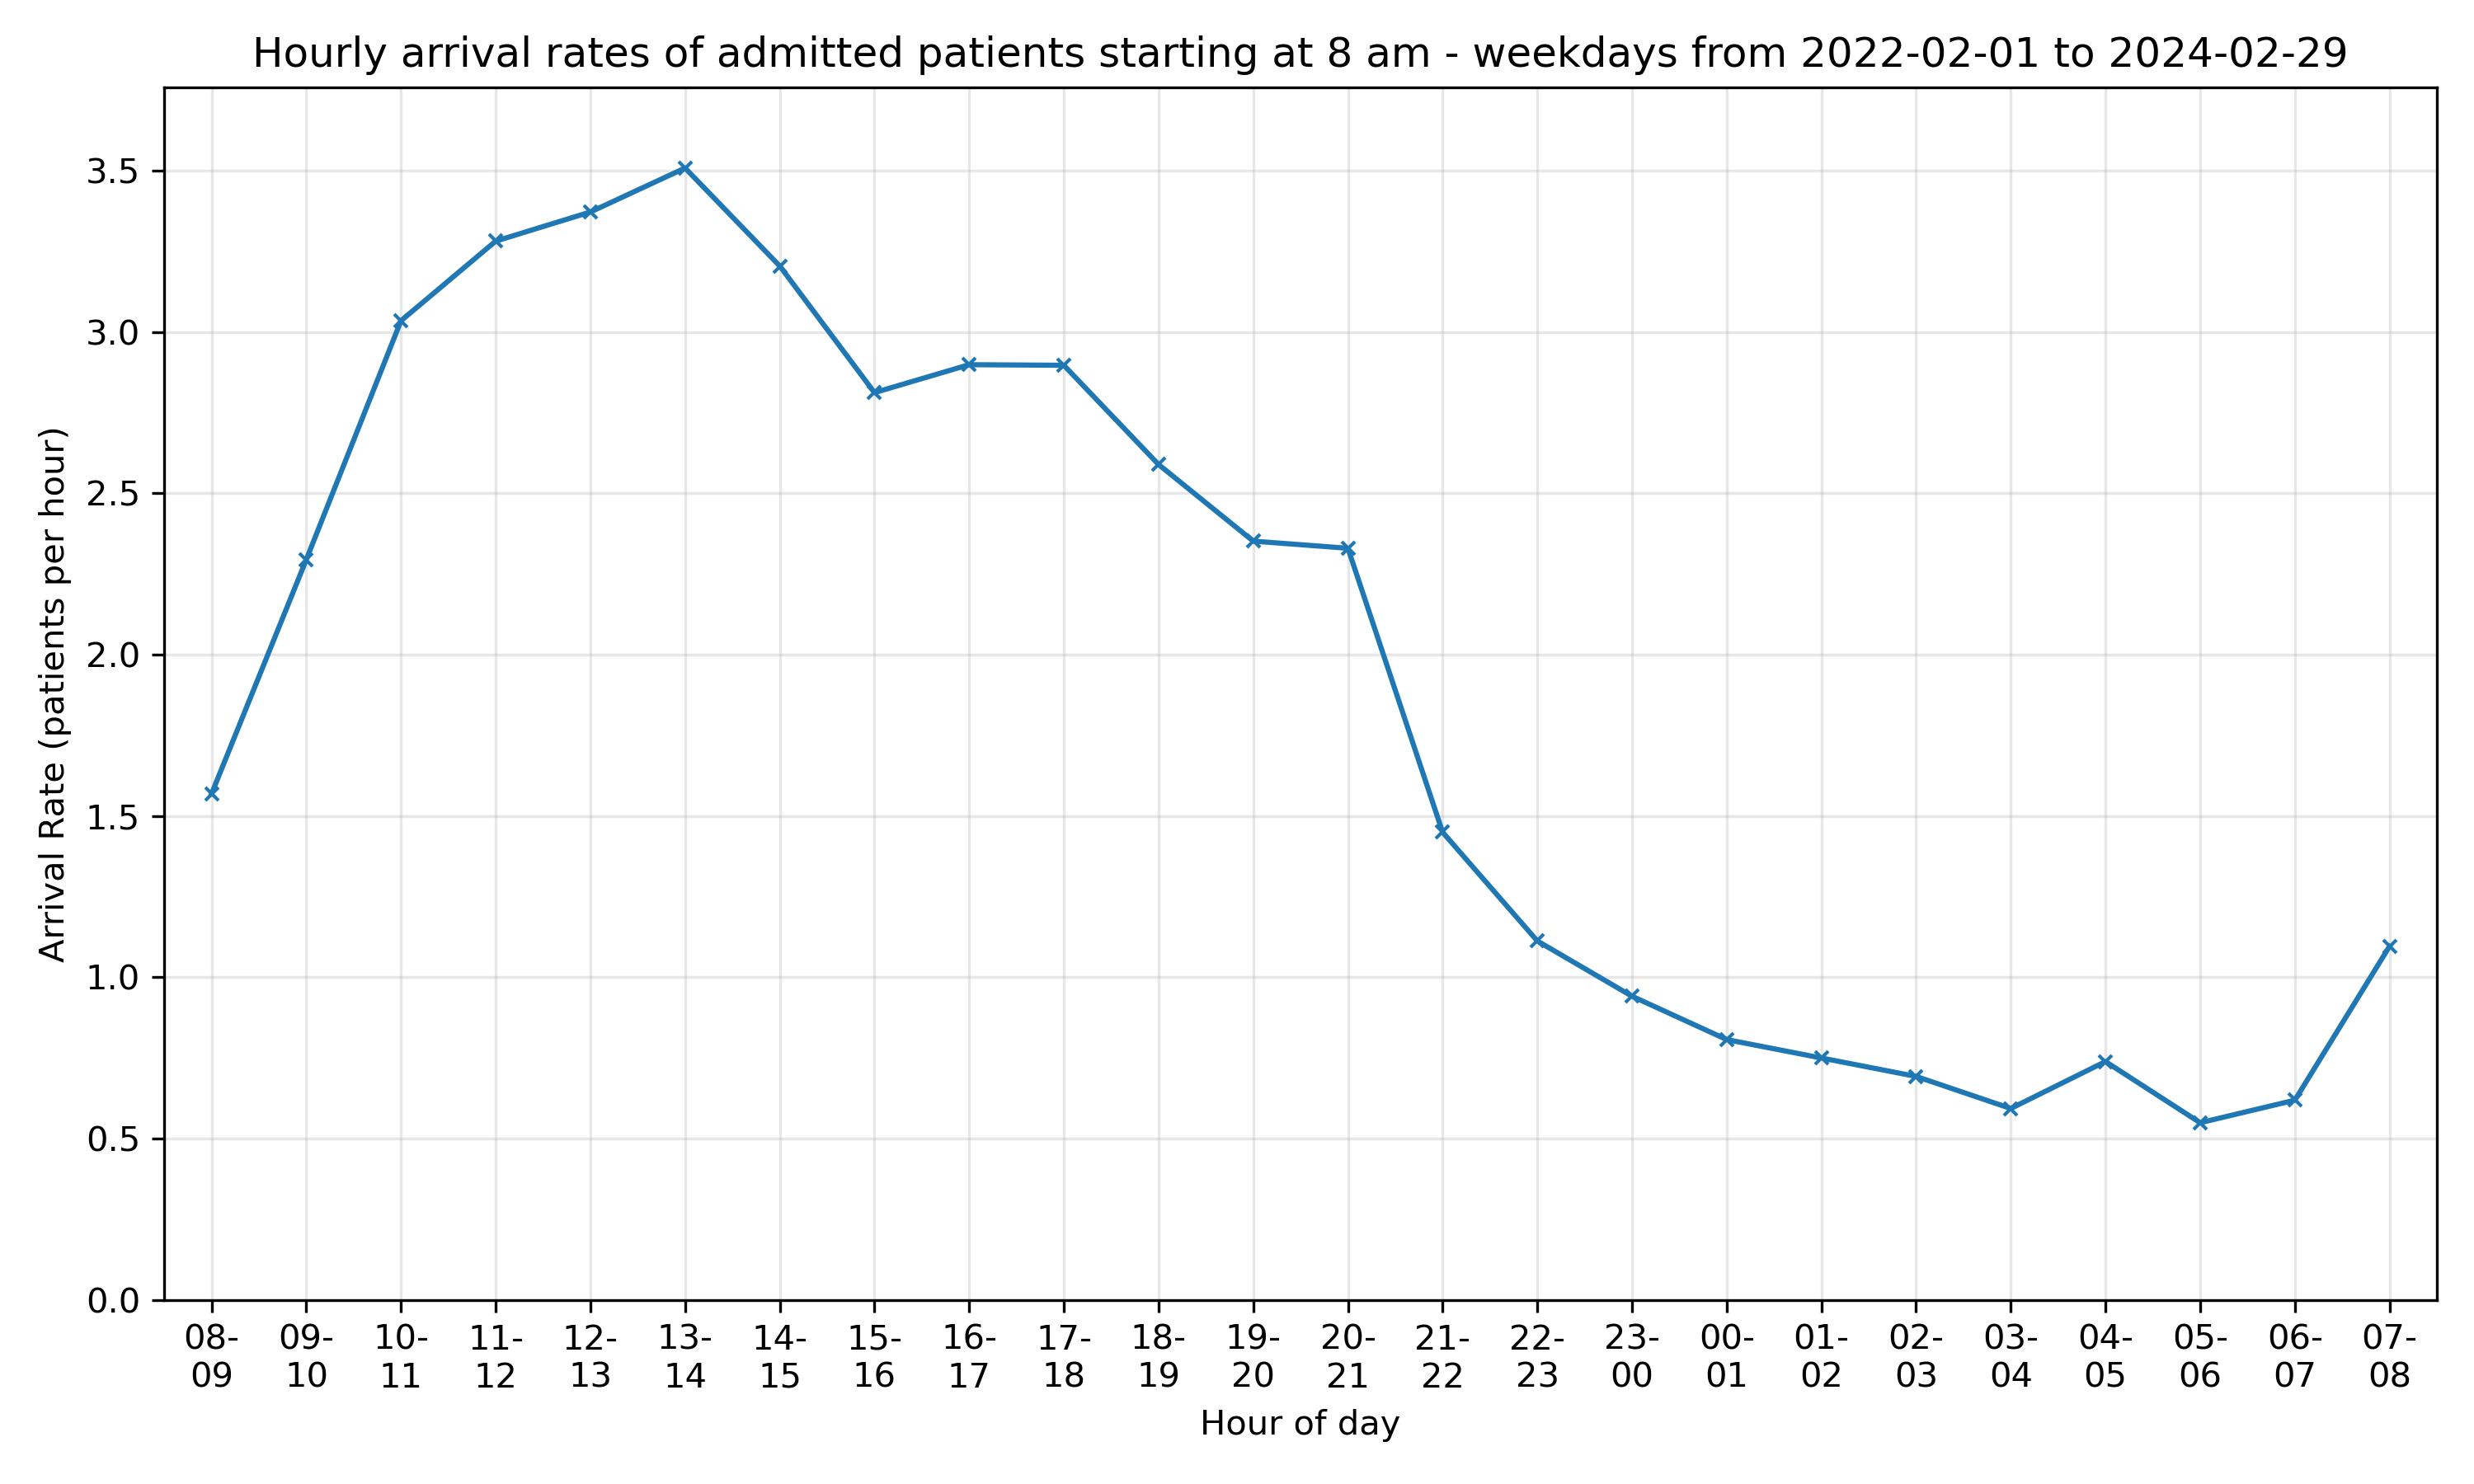 Hourly arrival rates of admitted patients starting at 8 am - weekdays from 2022-02-01 to 2024-02-29
Arrival Rate (patients per hour)
3.5
3.0
2.5
2.0
1.5
1.0
0.5
0.0
08- 09- 10- 11- 12- 13- 14- 15- 16- 17- 18- 19- 20- 21- 22- 23- 00- 01- 02- 03- 04- 05- 06- 07-
09 10 11 12 13 14 15 16 17 18 19 20 21 22 23 00 01 02 03 04 05 06 07 08
Hour of day